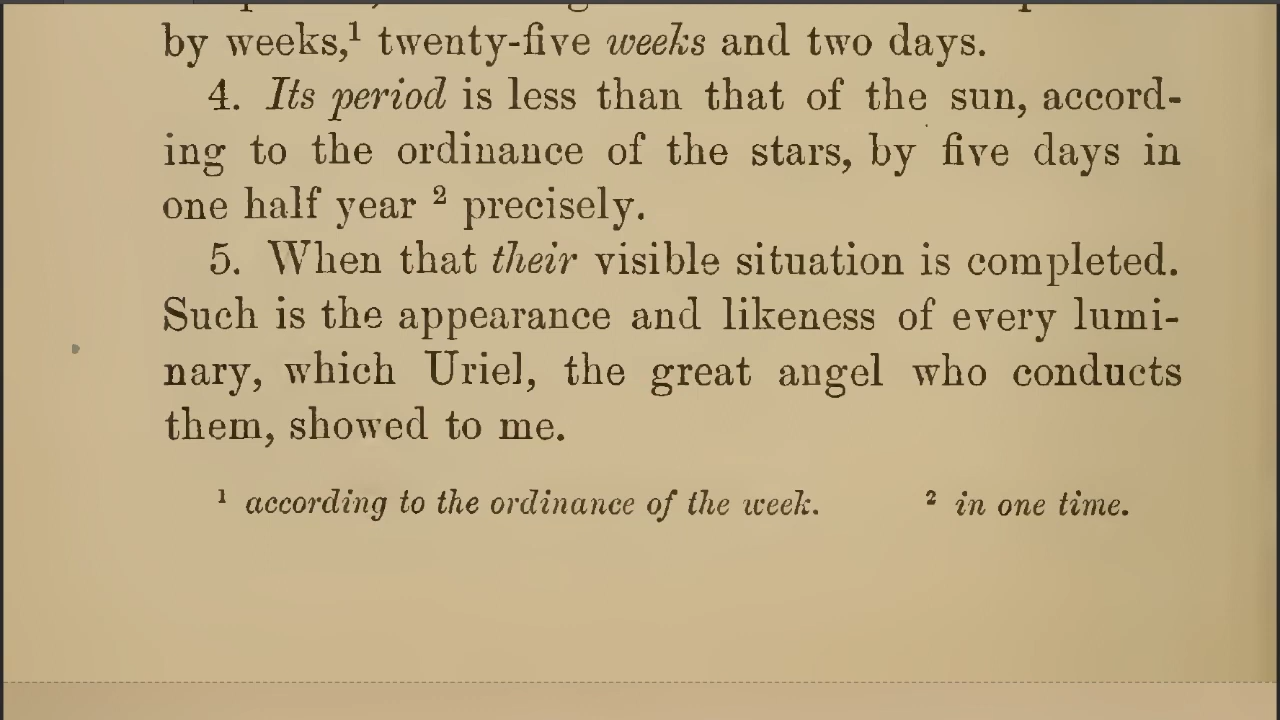 by weeks,¹ twenty-five weeks and two days.
4. Its period is less than that of the sun, accord-
ing to the ordinance of the stars, by five days in
one half year ² precisely.
5. When that their visible situation is completed.
Such is the appearance and likeness of every lumi-
nary, which Uriel, the great angel who conducts
them, showed to me.
¹ according to the ordinance of the week. ² in one time.